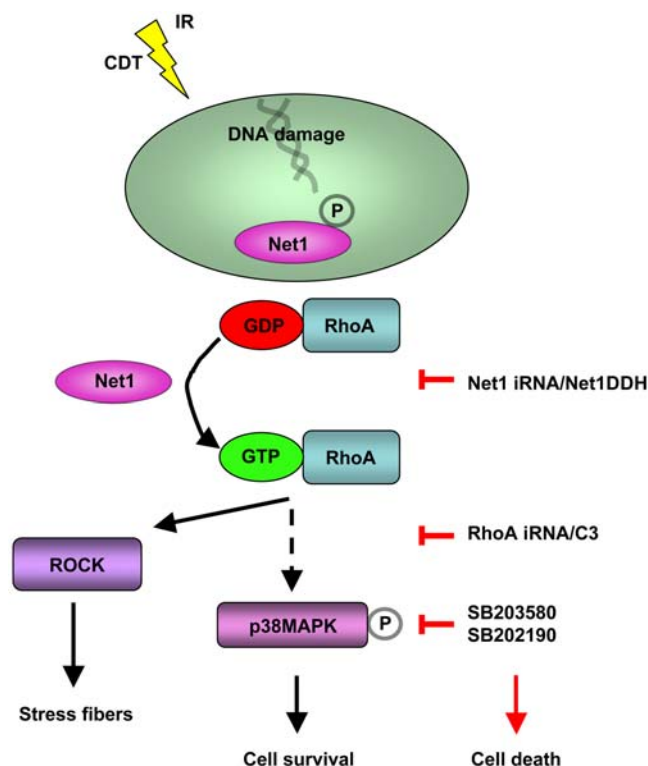 IR
CDT
DNA damage
P
Net1
GDP
RhoA
Net1
Net1 iRNA/Net1DDH
GTP
RhoA
RhoA iRNA/C3
ROCK
p38MAPK
P
SB203580
SB202190
Stress fibers
Cell survival
Cell death